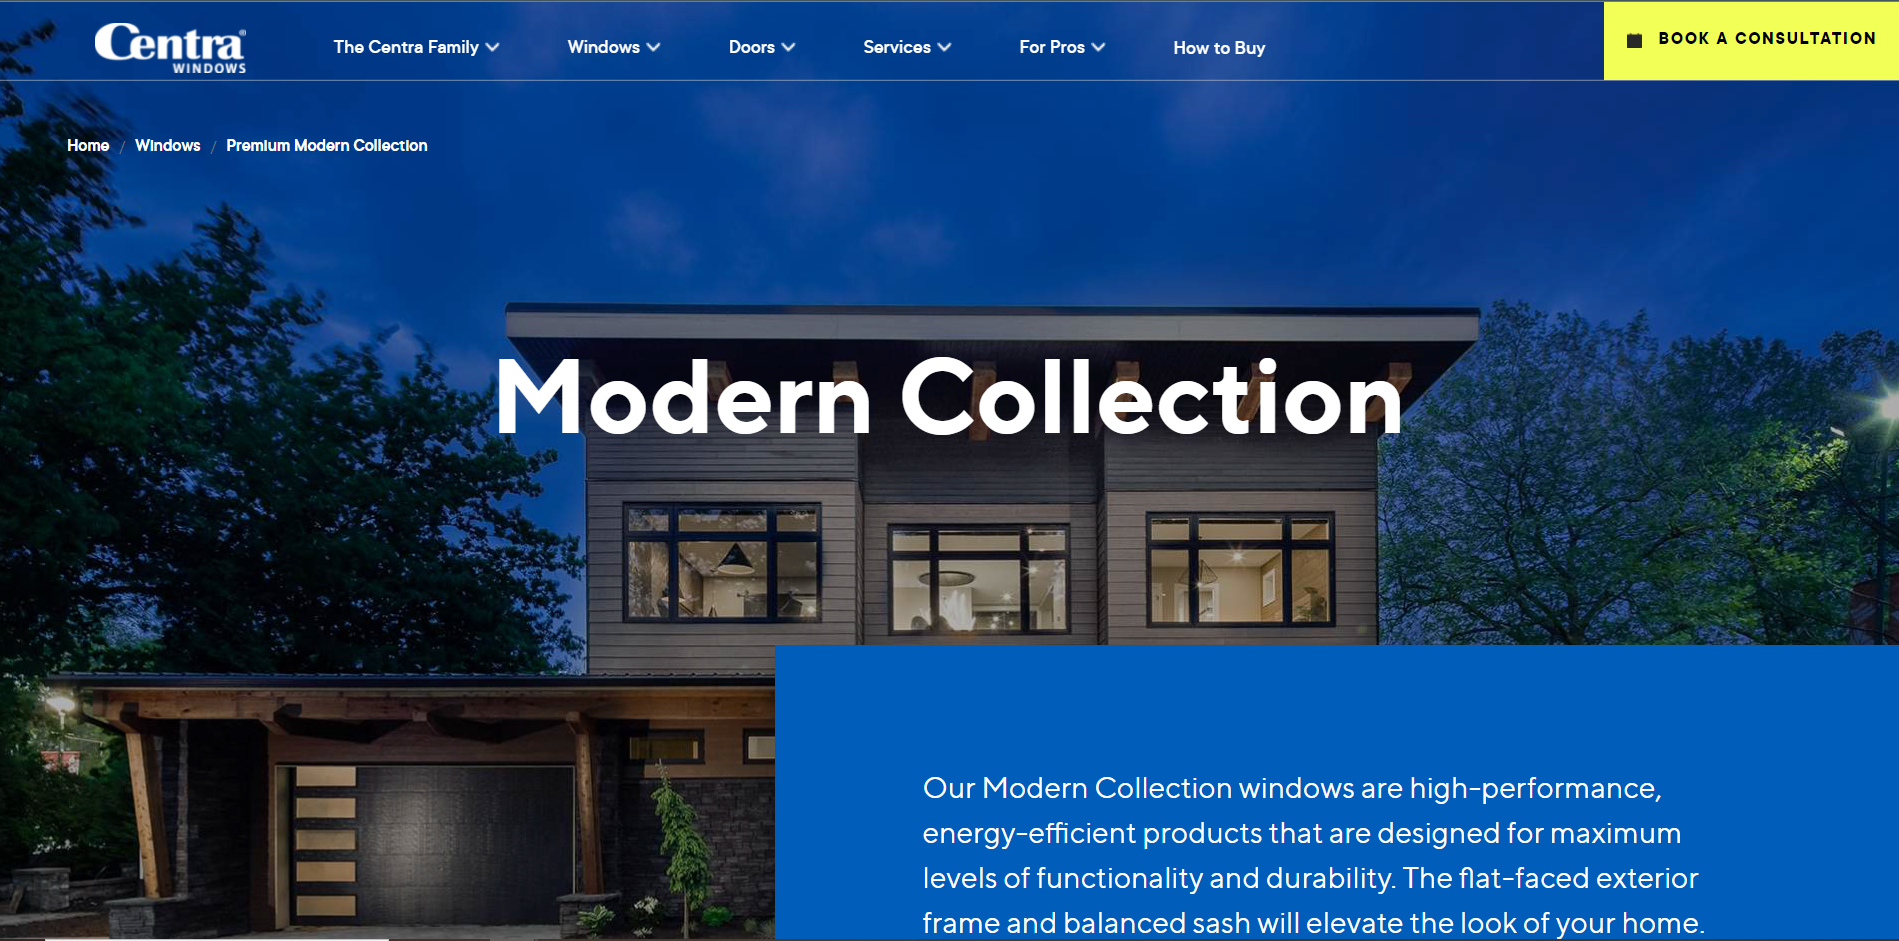 Centra®
WINDOWS
The Centra Family
Windows
Doors
Services
For Pros
How to Buy
BOOK A CONSULTATION
Home / Windows / Premium Modern Collection
Modern Collection
Our Modern Collection windows are high-performance,
energy-efficient products that are designed for maximum
levels of functionality and durability. The flat-faced exterior
frame and balanced sash will elevate the look of your home.